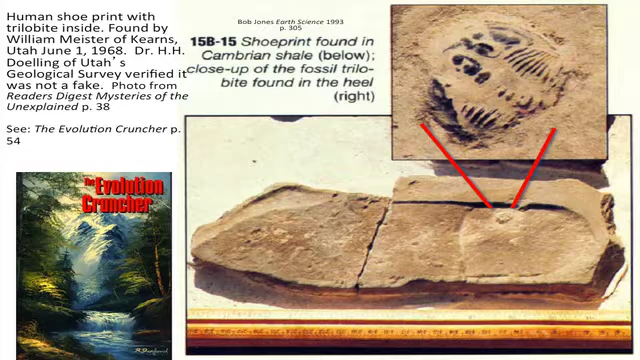 Human shoe print with
trilobite inside. Found by
William Meister of Kearns,
Utah June 1, 1968.  Dr. H.H.
Doelling of Utah’s
Geological Survey verified it
was not a fake.  Photo from
Readers Digest Mysteries of the
Unexplained p. 38
See: The Evolution Cruncher p.
54
Bob Jones Earth Science 1993
p. 305
15B-15 Shoeprint found in
Cambrian shale (below);
close-up of the fossil trilo-
bite found in the heel
(right)
The Evolution
Cruncher